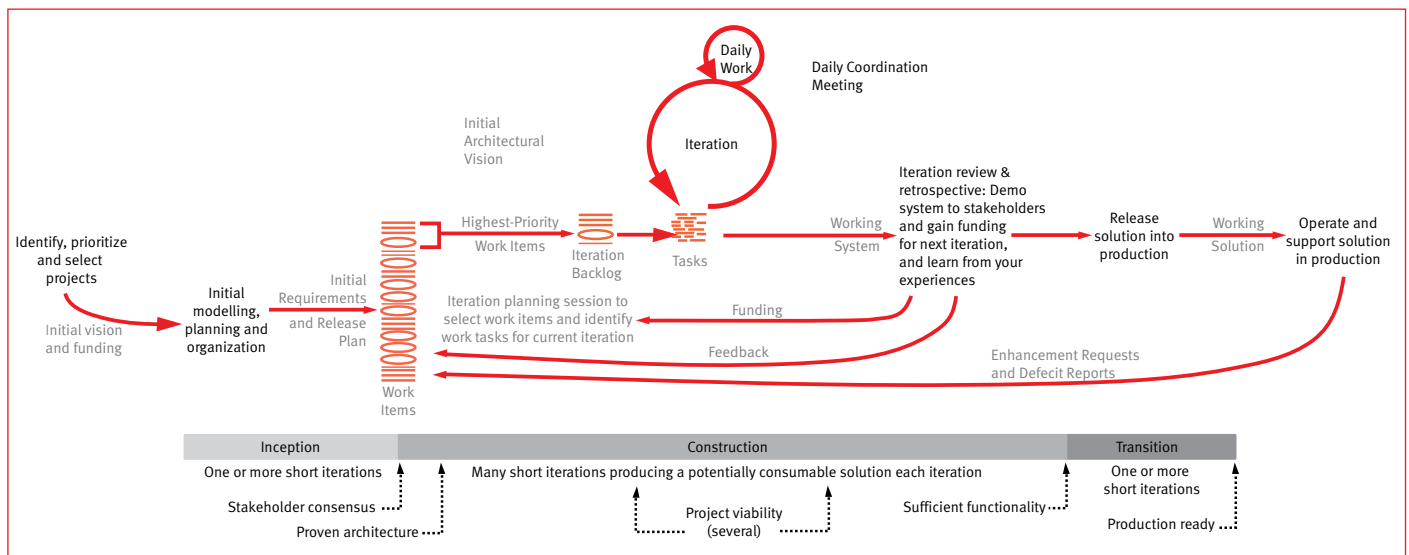 Daily
Work
Daily Coordination
Meeting
Initial
Architectural
Vision
Iteration
Iteration review &
retrospective: Demo
system to stakeholders
and gain funding
for next iteration,
and learn from your
experiences
Identify, prioritize
and select
projects
Initial vision
and funding
Initial
modelling,
planning and
organization
Initial
Requirements
and Release
Plan
Work
Items
Highest-Priority
Work Items
Iteration
Backlog
Tasks
Working
System
Release
solution into
production
Working
Solution
Operate and
support solution
in production
Iteration planning session to
select work items and identify
work tasks for current iteration
Funding
Feedback
Enhancement Requests
and Defecit Reports
Inception
Construction
Transition
One or more short iterations
Many short iterations producing a potentially consumable solution each iteration
One or more
short iterations
Stakeholder consensus
Proven architecture
Project viability
(several)
Sufficient functionality
Production ready